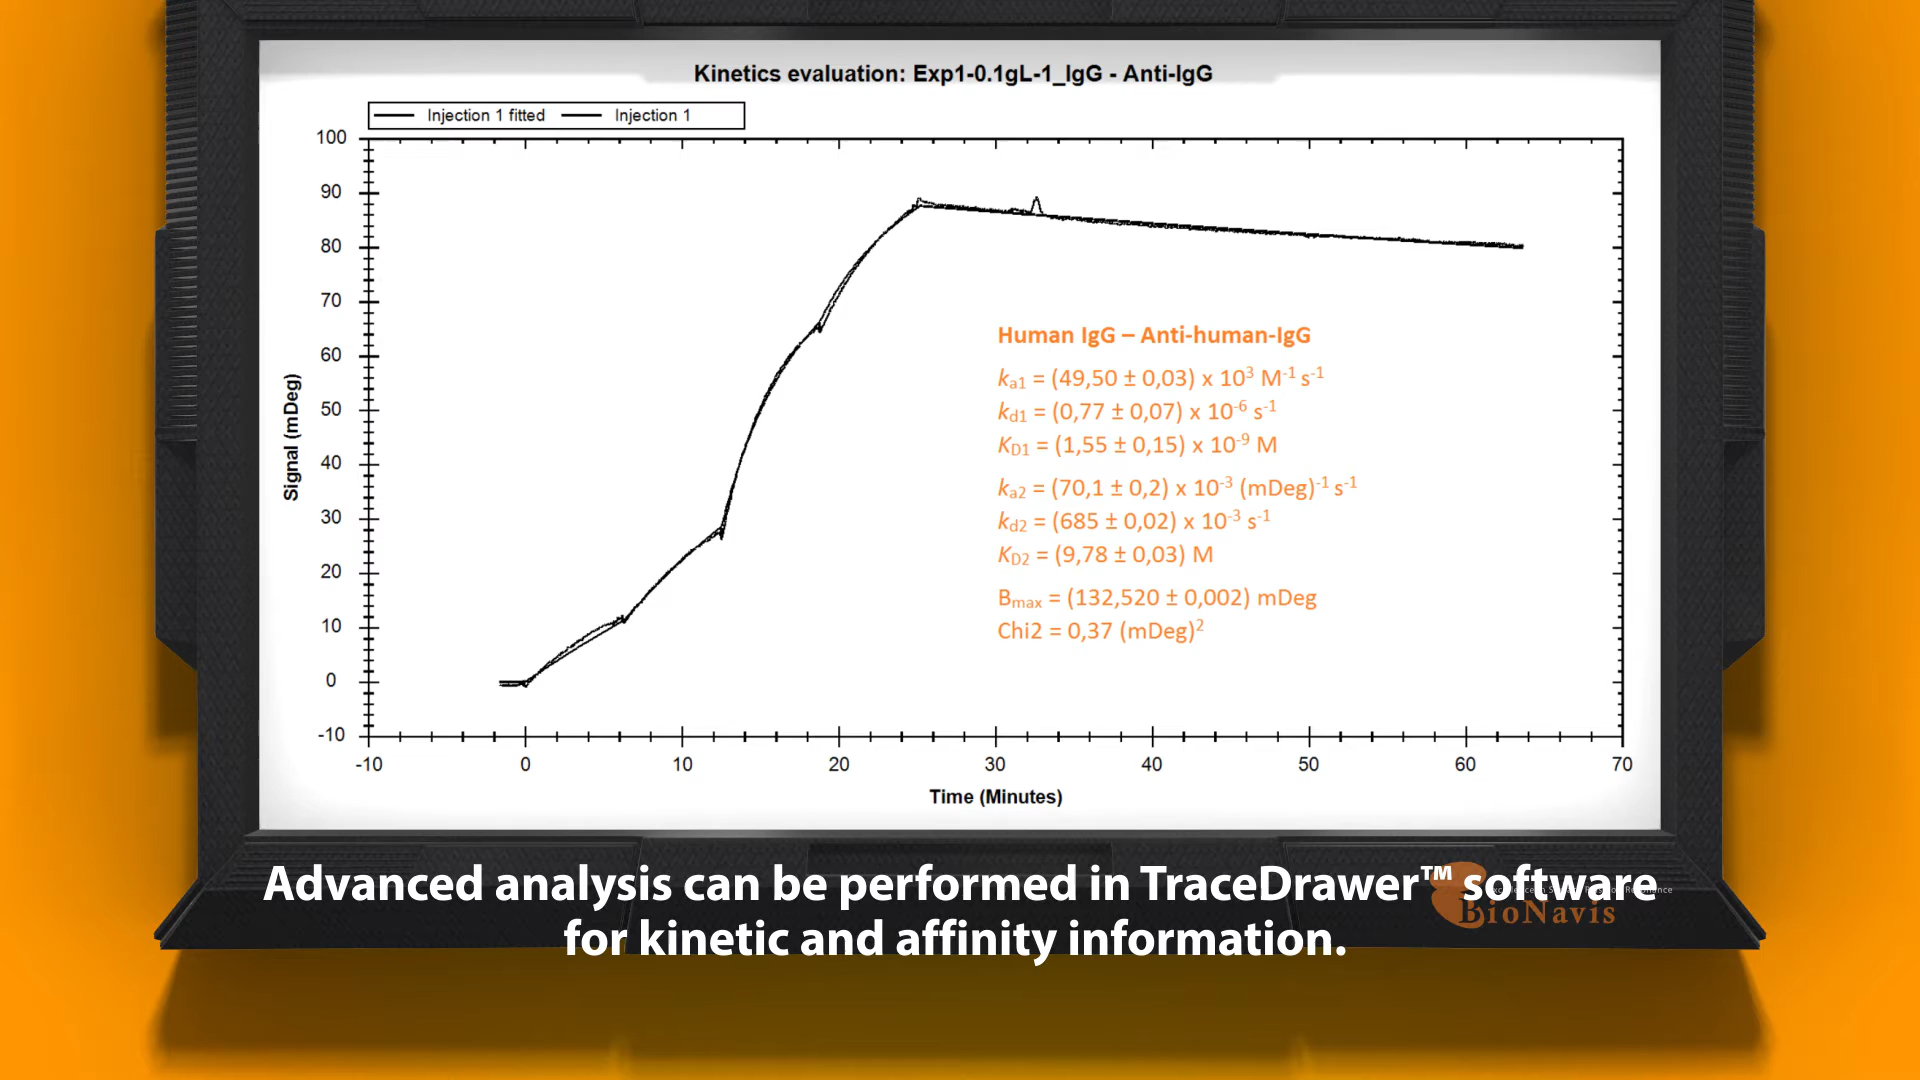 Kinetics evaluation: Exp1-0.1gL-1_IgG - Anti-IgG
Injection 1 fitted Injection 1
100
90
80
70
60
50
40
30
20
10
0
-10
Signal (mDeg)
-10 0 10 20 30 40 50 60 70
Time (Minutes)
Human IgG – Anti-human-IgG
kₐ₁ = (49,50 ± 0,03) x 10³ M⁻¹ s⁻¹
k_d1 = (0,77 ± 0,07) x 10⁻⁶ s⁻¹
K_D1 = (1,55 ± 0,15) x 10⁻⁹ M
kₐ₂ = (70,1 ± 0,2) x 10⁻³ (mDeg)⁻¹ s⁻¹
k_d2 = (685 ± 0,02) x 10⁻³ s⁻¹
K_D2 = (9,78 ± 0,03) M
Bₘₐₓ = (132,520 ± 0,002) mDeg
Chi2 = 0,37 (mDeg)²
Advanced analysis can be performed in TraceDrawer™ software
for kinetic and affinity information.
BioNavis